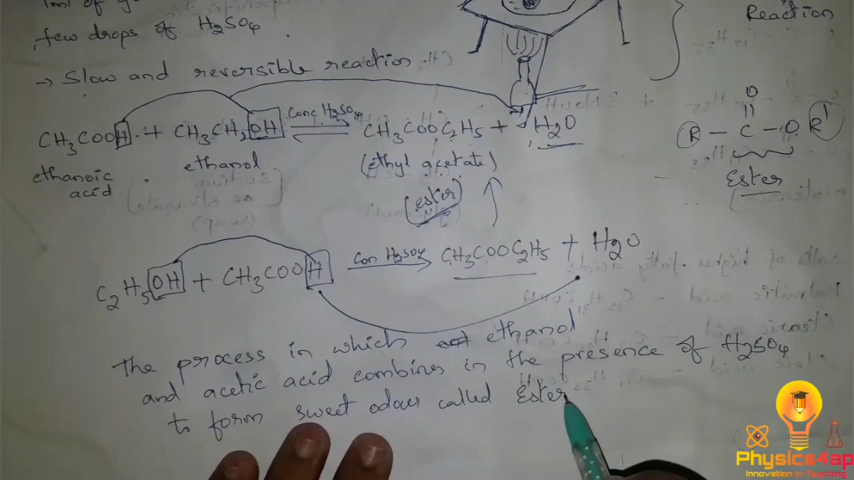 few drops of H₂SO₄.
→ Slow and reversible reaction
Conc H₂SO₄
CH₃COOH + CH₃CH₂OH ⇌ CH₃COOC₂H₅ + H₂O
ethanoic acid
ethanol
(ethyl acetate)
(ester)
Reaction
O
R – C – OR'
Ester
Con H₂SO₄
C₂H₅OH + CH₃COOH → CH₃COOC₂H₅ + H₂O
The process in which ethanol
and acetic acid combines in the presence of H₂SO₄
to form sweet odour called Ester
Physics4ap
Innovation in Teaching